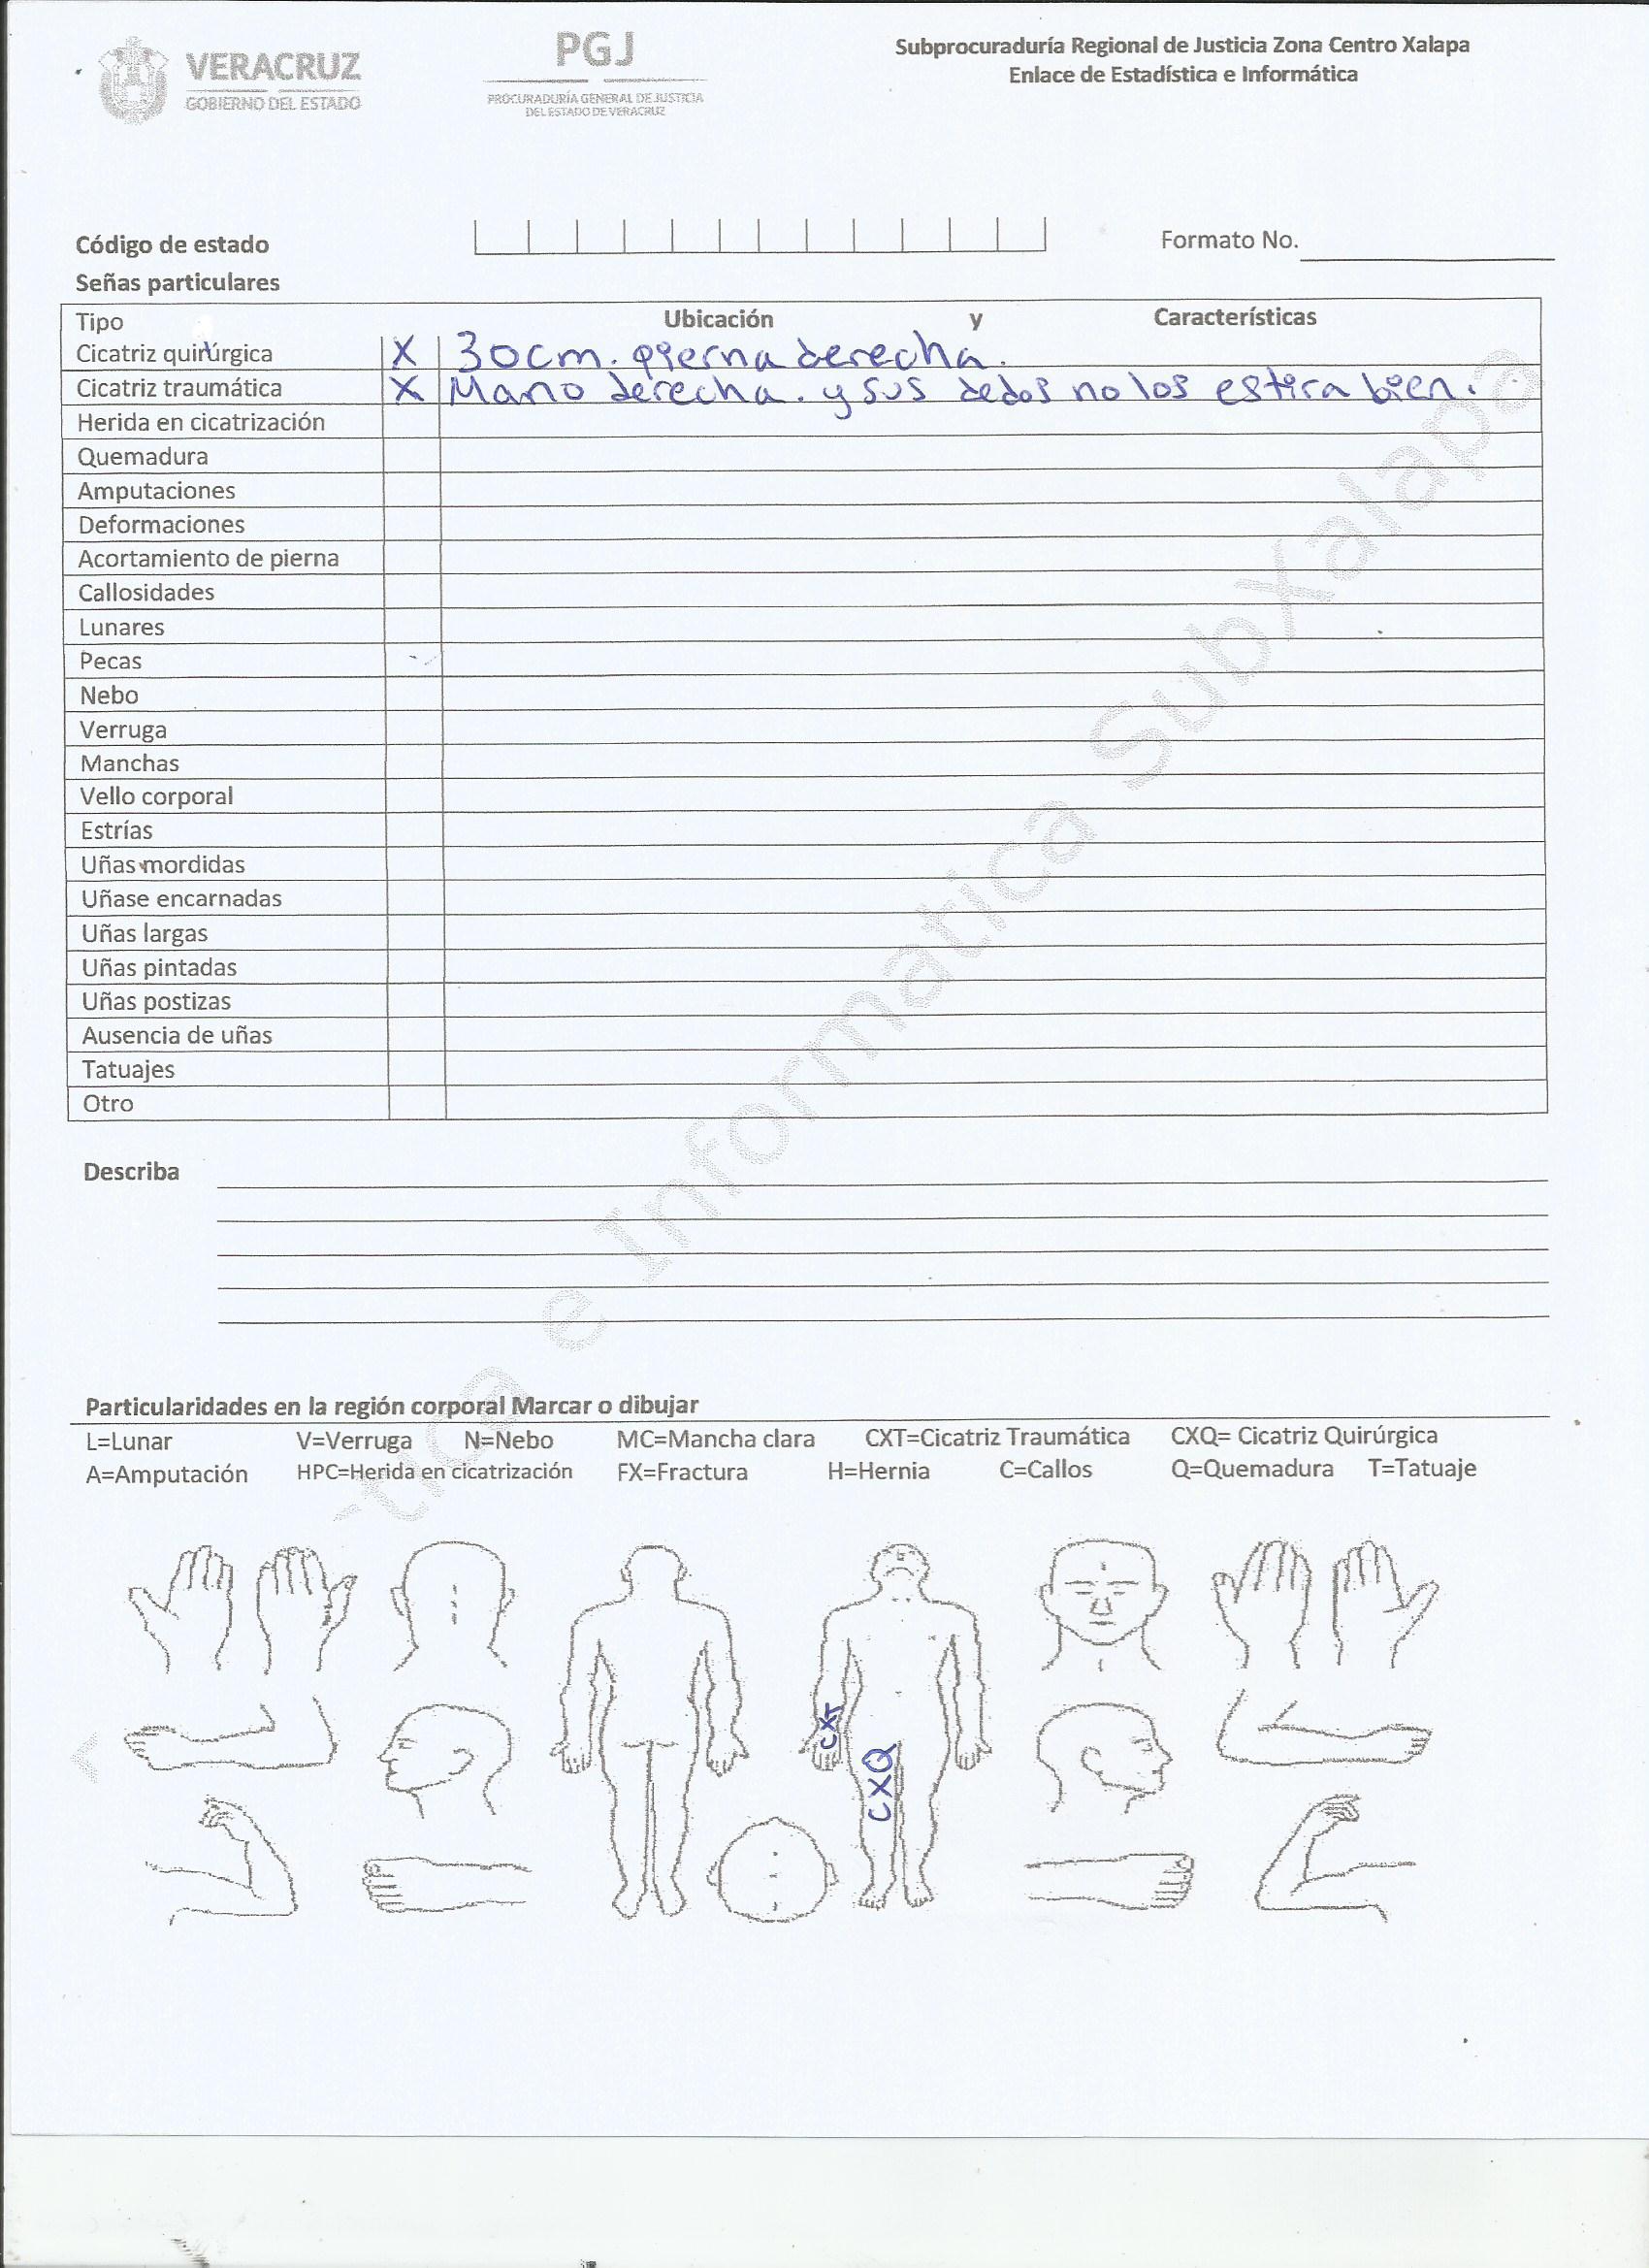 VERACRUZ
GOBIERNO DEL ESTADO
PGJ
PROCURADURÍA GENERAL DE JUSTICIA
DEL ESTADO DE VERACRUZ
Subprocuraduría Regional de Justicia Zona Centro Xalapa
Enlace de Estadística e Informática
Código de estado
Formato No.
Señas particulares
Tipo Ubicación y Características
Cicatriz quirúrgica X 30cm. pierna derecha.
Cicatriz traumática X Mano derecha. y sus dedos no los estira bien.
Herida en cicatrización
Quemadura
Amputaciones
Deformaciones
Acortamiento de pierna
Callosidades
Lunares
Pecas
Nebo
Verruga
Manchas
Vello corporal
Estrías
Uñas mordidas
Uñase encarnadas
Uñas largas
Uñas pintadas
Uñas postizas
Ausencia de uñas
Tatuajes
Otro
Describa
e Informatica SubXalapa
Particularidades en la región corporal Marcar o dibujar
L=Lunar V=Verruga N=Nebo MC=Mancha clara CXT=Cicatriz Traumática CXQ= Cicatriz Quirúrgica
A=Amputación HPC=Herida en cicatrización FX=Fractura H=Hernia C=Callos Q=Quemadura T=Tatuaje
CXT
CXQ